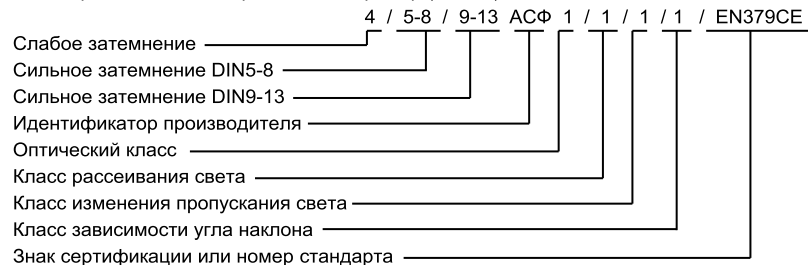 4 / 5-8 / 9-13 АСФ 1 / 1 / 1 / 1 / EN379CE
Слабое затемнение
Сильное затемнение DIN5-8
Сильное затемнение DIN9-13
Идентификатор производителя
Оптический класс
Класс рассеивания света
Класс изменения пропускания света
Класс зависимости угла наклона
Знак сертификации или номер стандарта